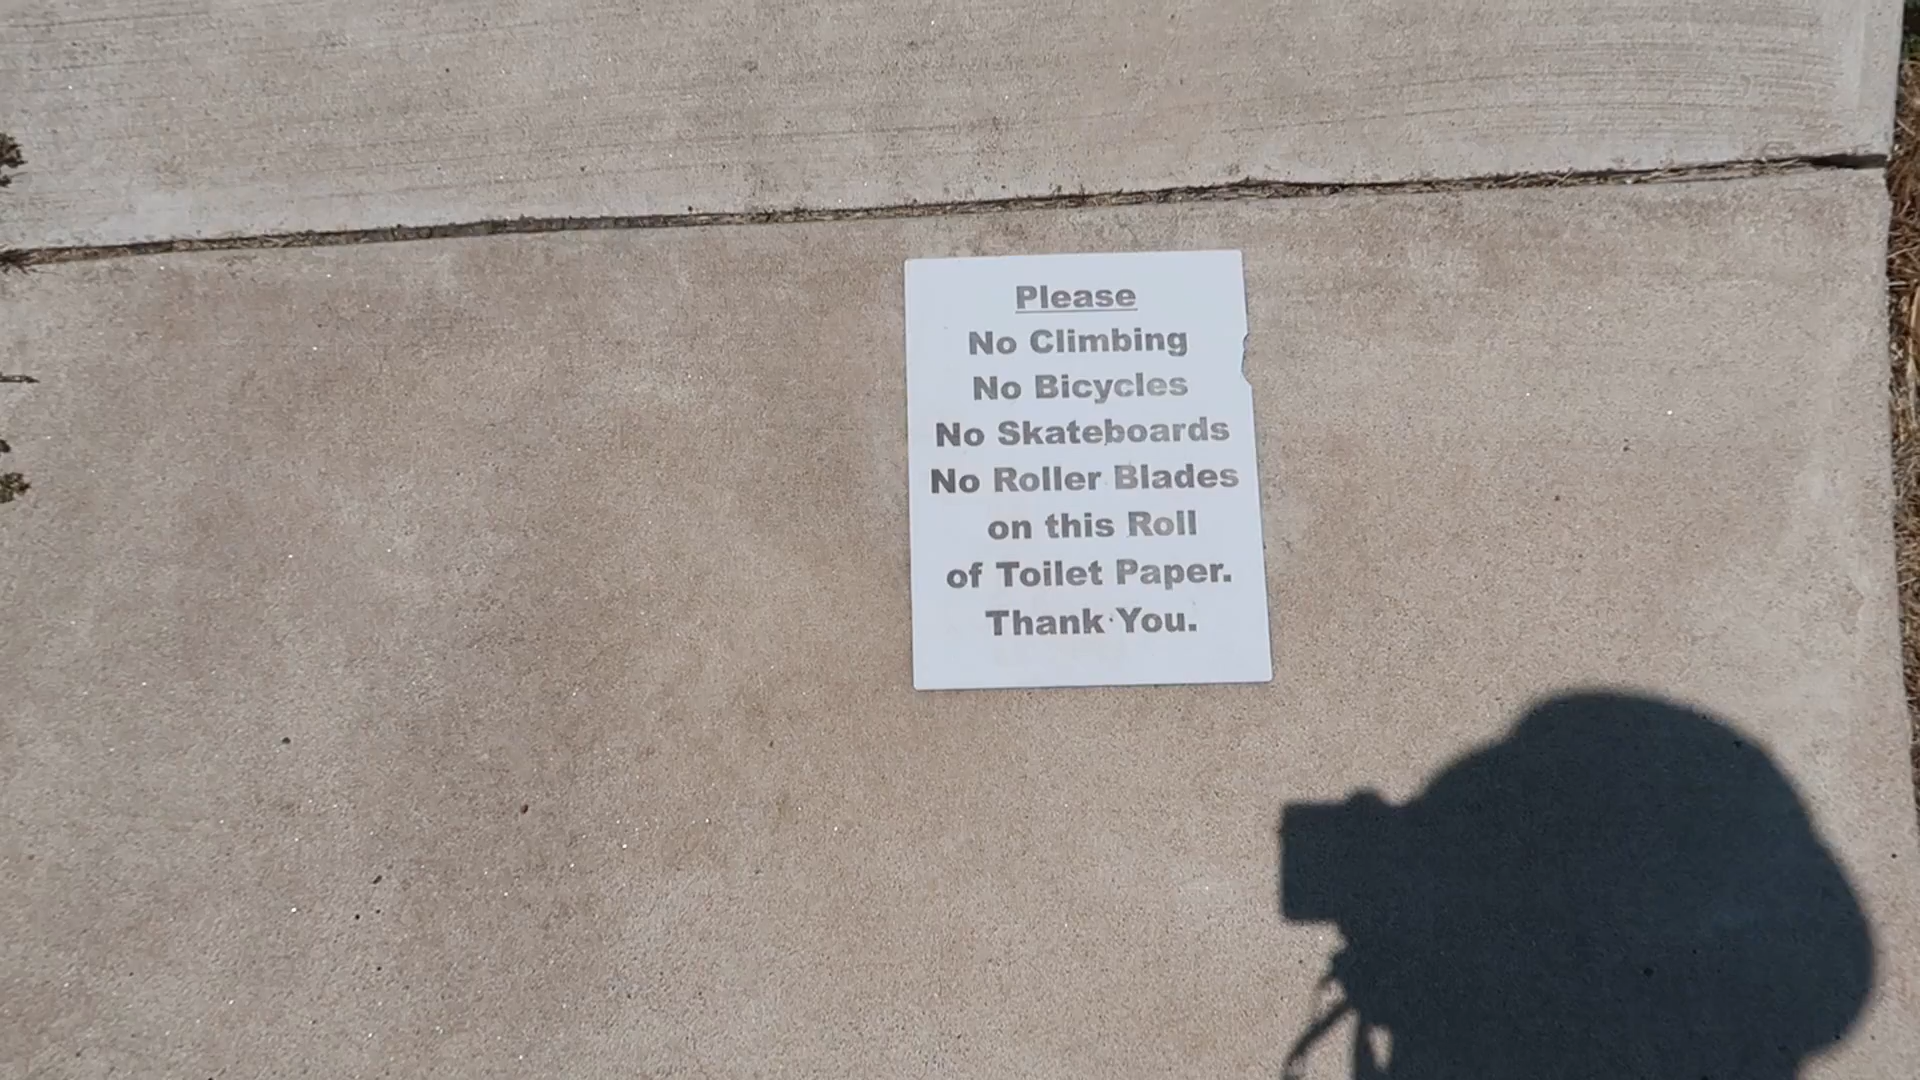 Please
No Climbing
No Bicycles
No Skateboards
No Roller Blades
on this Roll
of Toilet Paper.
Thank You.